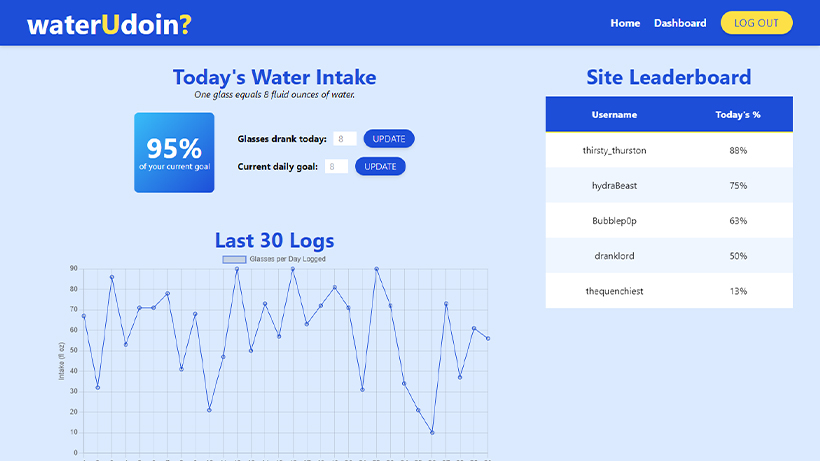 waterUdoin?
Home Dashboard LOG OUT
Today's Water Intake
One glass equals 8 fluid ounces of water.
95%
of your current goal
Glasses drank today: 8 UPDATE
Current daily goal: 8 UPDATE
Last 30 Logs
Glasses per Day Logged
90
80
70
60
50
40
30
20
10
0
Intake (fl oz)
Site Leaderboard
Username Today's %
thirsty_thurston 88%
hydraBeast 75%
Bubblep0p 63%
dranklord 50%
thequenchiest 13%